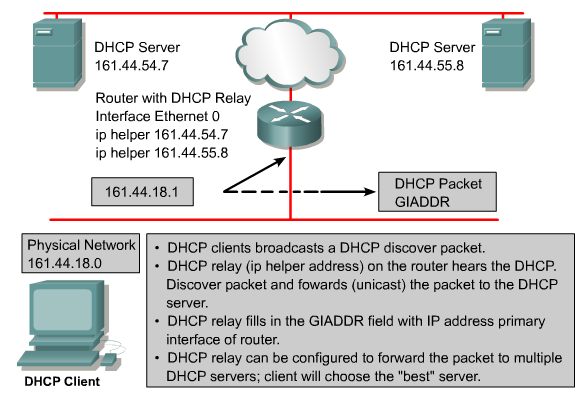 DHCP Server
161.44.54.7
DHCP Server
161.44.55.8
Router with DHCP Relay
Interface Ethernet 0
ip helper 161.44.54.7
ip helper 161.44.55.8
161.44.18.1
DHCP Packet
GIADDR
Physical Network
161.44.18.0
DHCP Client
• DHCP clients broadcasts a DHCP discover packet.
• DHCP relay (ip helper address) on the router hears the DHCP.
Discover packet and fowards (unicast) the packet to the DHCP
server.
• DHCP relay fills in the GIADDR field with IP address primary
interface of router.
• DHCP relay can be configured to forward the packet to multiple
DHCP servers; client will choose the "best" server.